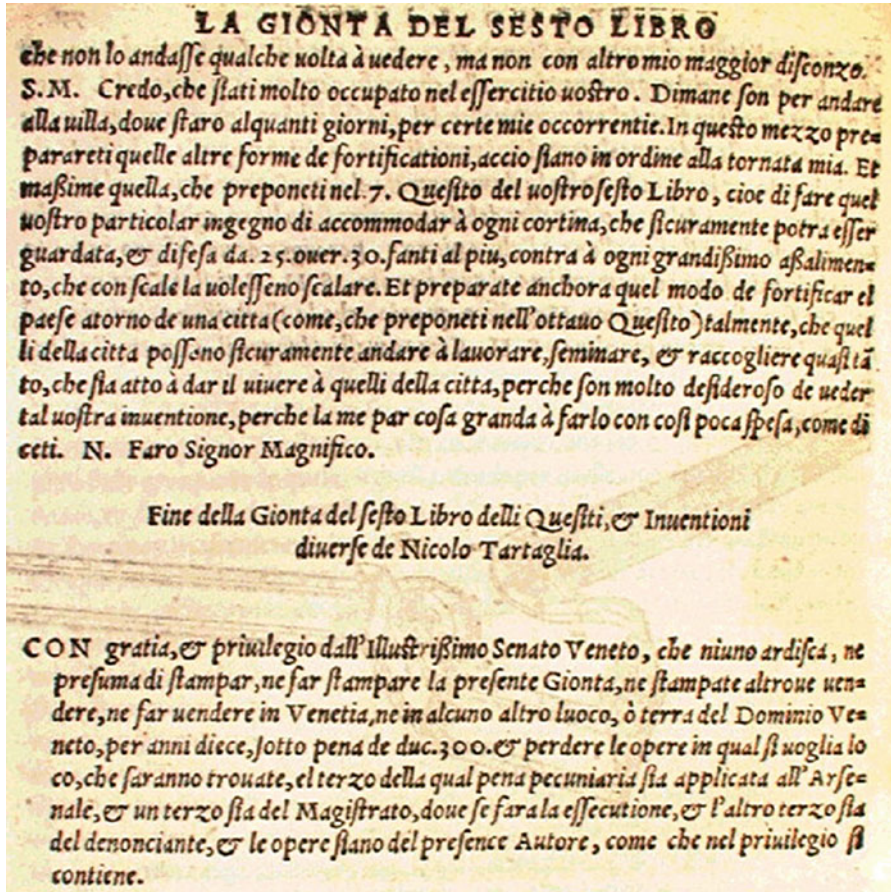 LA GIONTA DEL SESTO LIBRO
che non lo andaſſe qualche uolta à uedere, ma non con altro mio maggior diſconzo.
S.M. Credo, che ſiati molto occupato nel eſſercitio uoſtro. Dimane ſon per andare
alla uilla, doue ſtaro alquanti giorni, per certe mie occorrentie. In queſto mezzo pre=
parareti quelle altre forme de fortificationi, accio ſiano in ordine alla tornata mia. Et
maßime quella, che preponeti nel 7. Queſito del uoſtro ſeſto Libro, cioe di fare quel
uoſtro particolar ingegno di accommodar à ogni cortina, che ſicuramente potra eſſer
guardata, & difeſa da. 25. ouer. 30. fanti al piu, contra à ogni grandißimo aßalimen=
to, che con ſcale la uoleſſeno ſcalare. Et preparate anchora quel modo de fortificar el
paeſe atorno de una citta (come, che preponeti nell'ottauo Queſito) talmente, che quel
li della citta poſſano ſicuramente andare à lauorare, ſeminare, & raccogliere quaſi tã
to, che ſia atto à dar il uiuere à quelli della citta, perche ſon molto deſideroſo de ueder
tal uoſtra inuentione, perche la me par coſa granda à farlo con coſi poca ſpeſa, come di
ceti. N. Faro Signor Magnifico.
Fine della Gionta del ſeſto Libro delli Queſiti, & Inuentioni
diuerſe de Nicolo Tartaglia.
CON gratia, & priuilegio dall'Illuſtrißimo Senato Veneto, che niuno ardiſca, ne
preſuma di ſtampar, ne far ſtampare la preſente Gionta, ne ſtampate altroue uen=
dere, ne far uendere in Venetia, ne in alcuno altro luoco, ò terra del Dominio Ve=
neto, per anni diece, ſotto pena de duc. 300. & perdere le opere in qual ſi uoglia lo
co, che ſaranno trouate, el terzo della qual pena pecuniaria ſia applicata all'Arſe=
nale, & un terzo ſia del Magiſtrato, doue ſe fara la eſſecutione, & l'altro terzo ſia
del denonciante, & le opere ſiano del preſence Autore, come che nel priuilegio ſi
contiene.